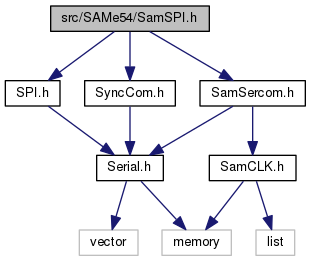 src/SAMe54/SamSPI.h
SPI.h
SyncCom.h
SamSercom.h
Serial.h
SamCLK.h
vector
memory
list